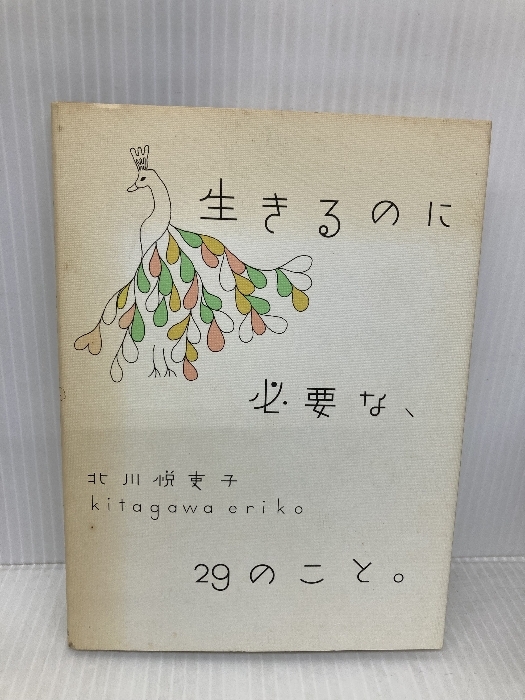 生きるのに
必要な、
北川悦吏子
kitagawa eriko
29のこと。